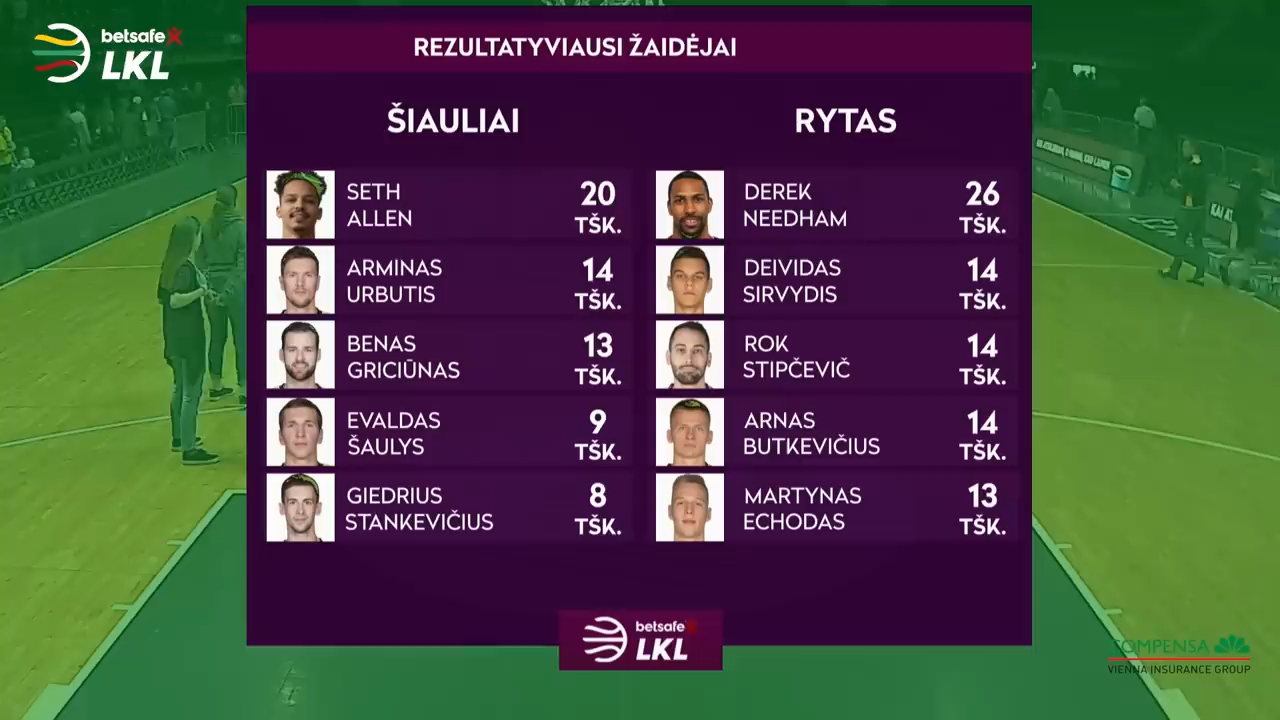 betsafe
LKL
REZULTATYVIAUSI ŽAIDĖJAI
ŠIAULIAI
SETH
ALLEN
20
TŠK.
ARMINAS
URBUTIS
14
TŠK.
BENAS
GRICIŪNAS
13
TŠK.
EVALDAS
ŠAULYS
9
TŠK.
GIEDRIUS
STANKEVIČIUS
8
TŠK.
RYTAS
DEREK
NEEDHAM
26
TŠK.
DEIVIDAS
SIRVYDIS
14
TŠK.
ROK
STIPČEVIČ
14
TŠK.
ARNAS
BUTKEVIČIUS
14
TŠK.
MARTYNAS
ECHODAS
13
TŠK.
betsafe
LKL
COMPENSA
VIENNA INSURANCE GROUP